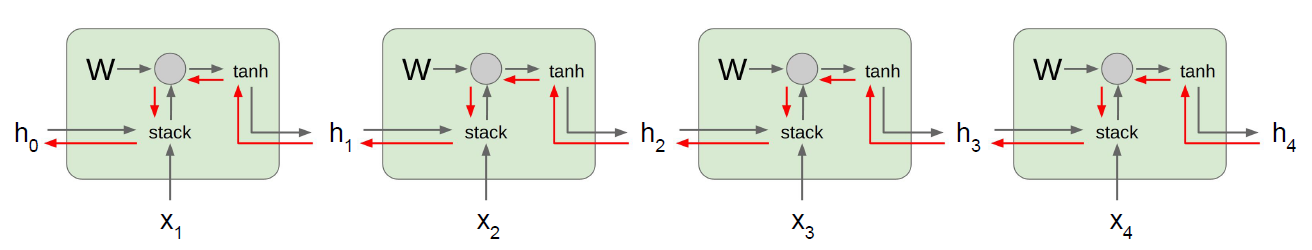 W tanh W tanh W tanh W tanh
h₀ stack h₁ stack h₂ stack h₃ stack h₄
x₁ x₂ x₃ x₄